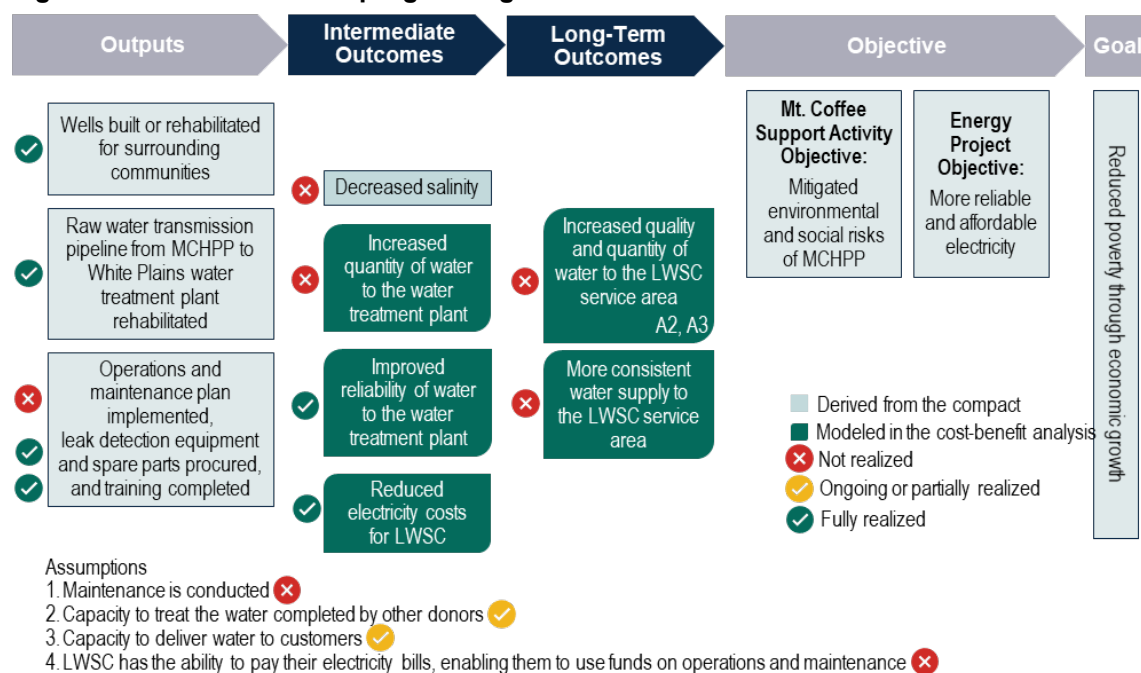 Outputs
Intermediate
Outcomes
Long-Term
Outcomes
Objective
Goal
Wells built or rehabilitated
for surrounding
communities
Raw water transmission
pipeline from MCHPP to
White Plains water
treatment plant
rehabilitated
Operations and
maintenance plan
implemented,
leak detection equipment
and spare parts procured,
and training completed
Decreased salinity
Increased
quantity of water
to the water
treatment plant
Improved
reliability of water
to the water
treatment plant
Reduced
electricity costs
for LWSC
Increased quality
and quantity of
water to the LWSC
service area
A2, A3
More consistent
water supply to
the LWSC service
area
Mt. Coffee
Support Activity
Objective:
Mitigated
environmental
and social risks
of MCHPP
Energy
Project
Objective:
More reliable
and affordable
electricity
Reduced poverty through economic growth
Derived from the compact
Modeled in the cost-benefit analysis
Not realized
Ongoing or partially realized
Fully realized
Assumptions
1. Maintenance is conducted
2. Capacity to treat the water completed by other donors
3. Capacity to deliver water to customers
4. LWSC has the ability to pay their electricity bills, enabling them to use funds on operations and maintenance